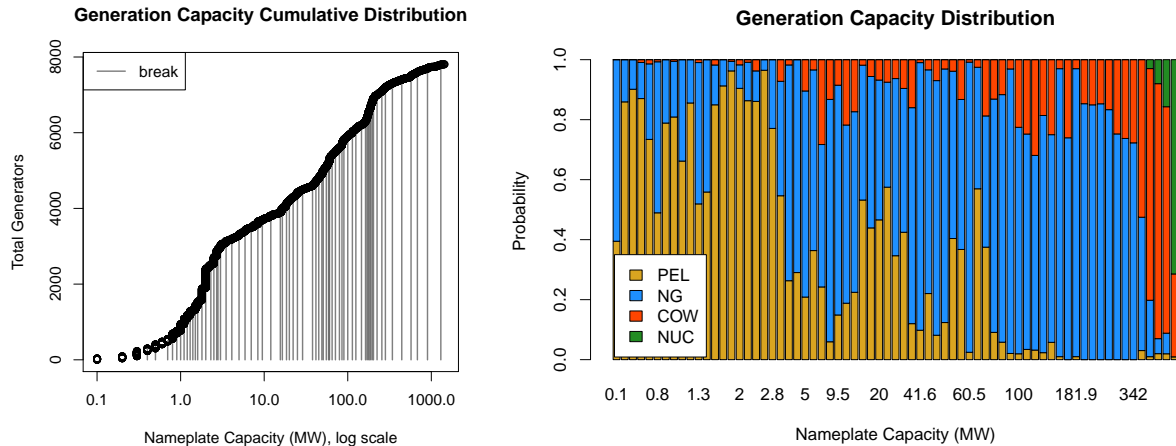 Generation Capacity Cumulative Distribution
break
Total Generators
0 2000 4000 6000 8000
0.1 1.0 10.0 100.0 1000.0
Nameplate Capacity (MW), log scale
Generation Capacity Distribution
Probability
0.0 0.2 0.4 0.6 0.8 1.0
PEL
NG
COW
NUC
0.1 0.8 1.3 2 2.8 5 9.5 20 41.6 60.5 100 181.9 342
Nameplate Capacity (MW)